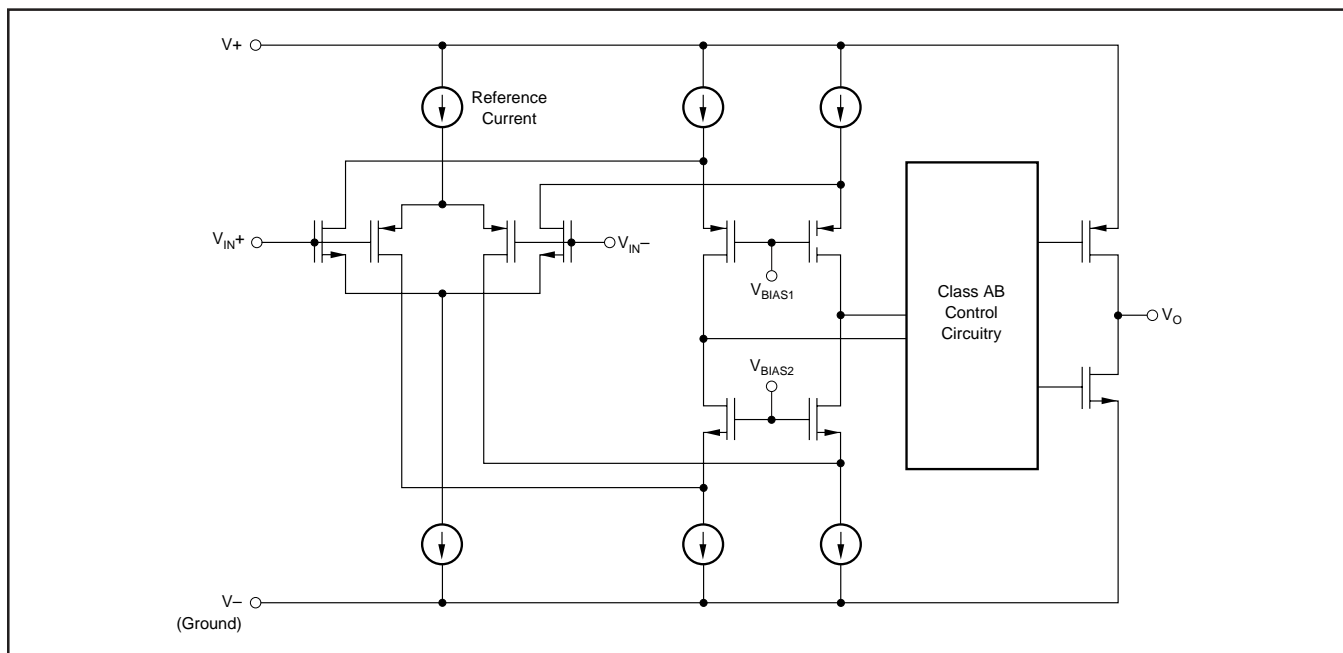 V+
Reference
Current
V_IN+
V_IN−
V_BIAS1
V_BIAS2
Class AB
Control
Circuitry
V_O
V−
(Ground)